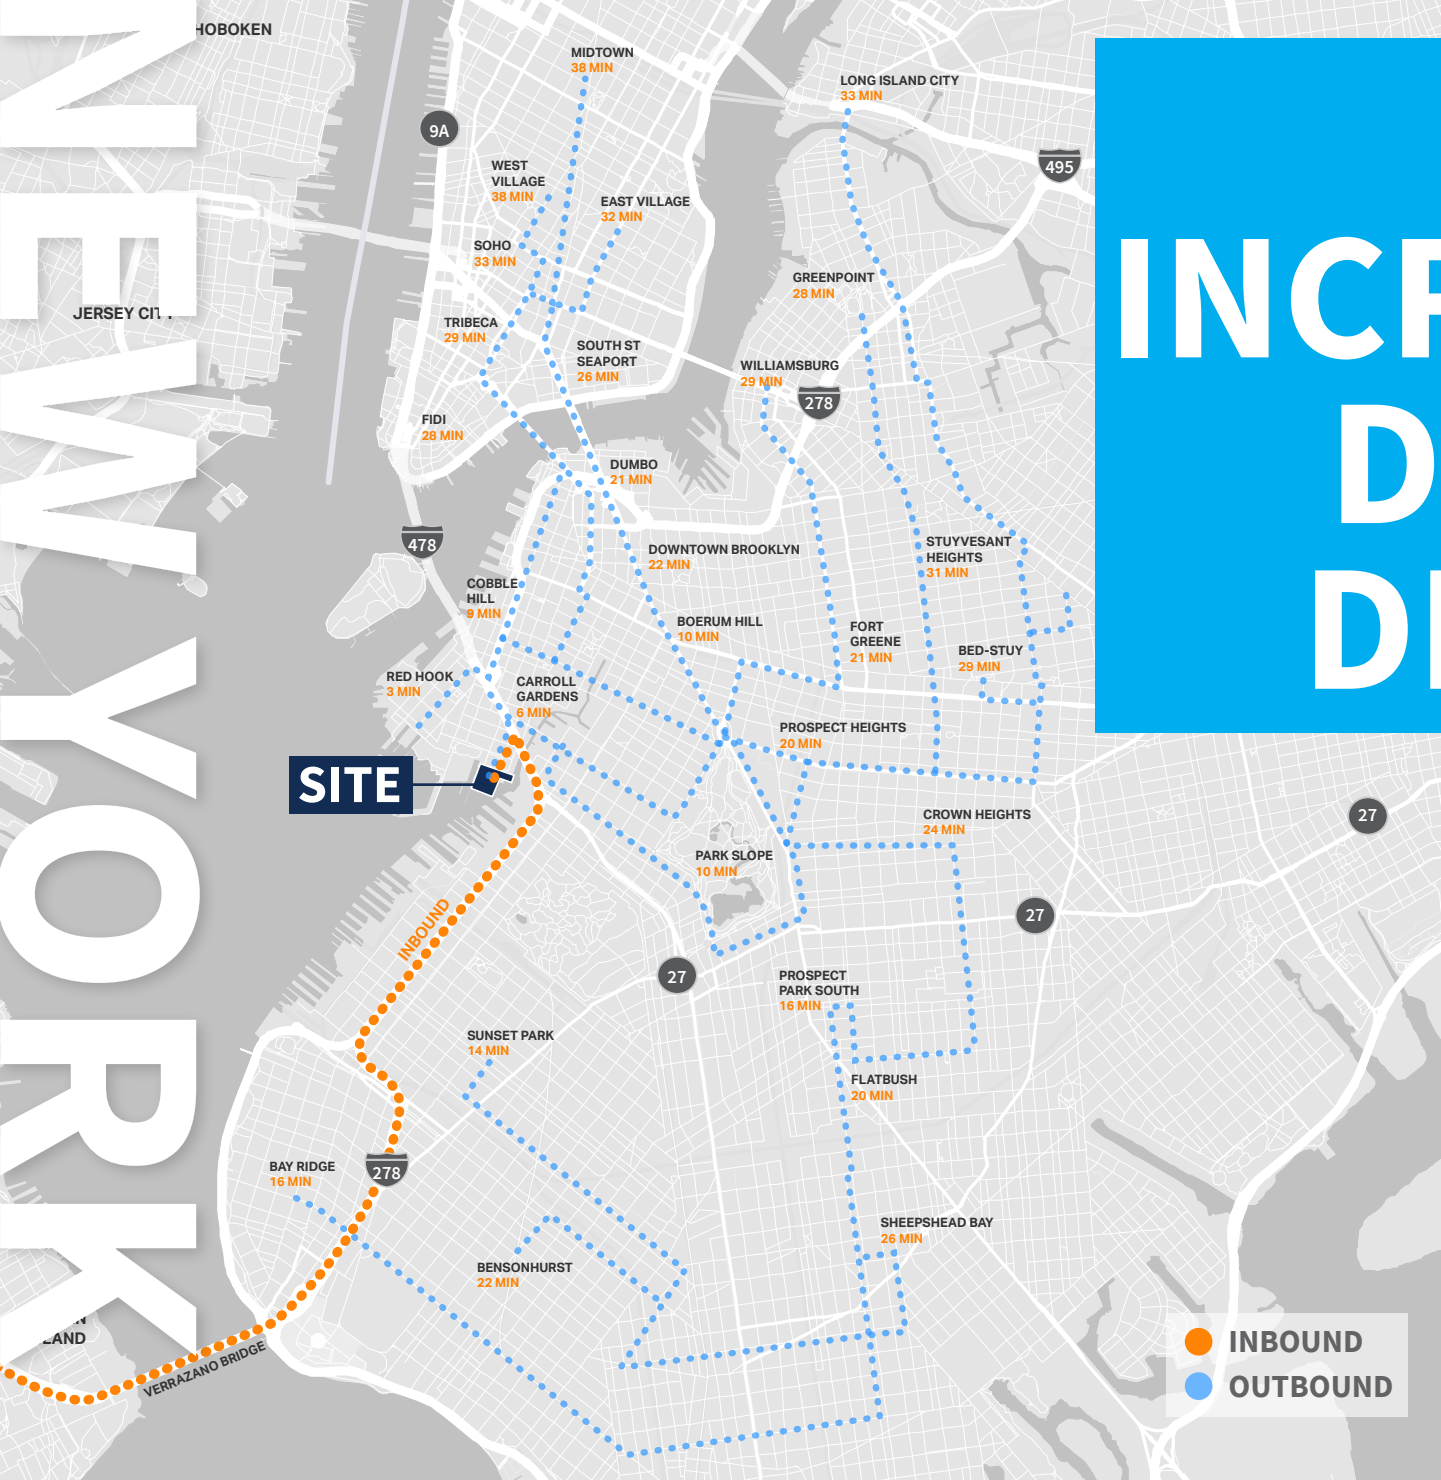 NEW YORK
HOBOKEN
MIDTOWN
38 MIN
LONG ISLAND CITY
33 MIN
9A
495
WEST
VILLAGE
38 MIN
EAST VILLAGE
32 MIN
SOHO
33 MIN
GREENPOINT
28 MIN
JERSEY CITY
TRIBECA
29 MIN
SOUTH ST
SEAPORT
26 MIN
WILLIAMSBURG
29 MIN
278
FIDI
28 MIN
DUMBO
21 MIN
478
DOWNTOWN BROOKLYN
22 MIN
STUYVESANT
HEIGHTS
31 MIN
COBBLE
HILL
9 MIN
BOERUM HILL
10 MIN
FORT
GREENE
21 MIN
BED-STUY
29 MIN
RED HOOK
3 MIN
CARROLL
GARDENS
6 MIN
PROSPECT HEIGHTS
20 MIN
SITE
CROWN HEIGHTS
24 MIN
27
PARK SLOPE
10 MIN
27
INBOUND
27
PROSPECT
PARK SOUTH
16 MIN
SUNSET PARK
14 MIN
FLATBUSH
20 MIN
BAY RIDGE
16 MIN
278
SHEEPSHEAD BAY
26 MIN
BENSONHURST
22 MIN
VERRAZANO BRIDGE
INBOUND
OUTBOUND